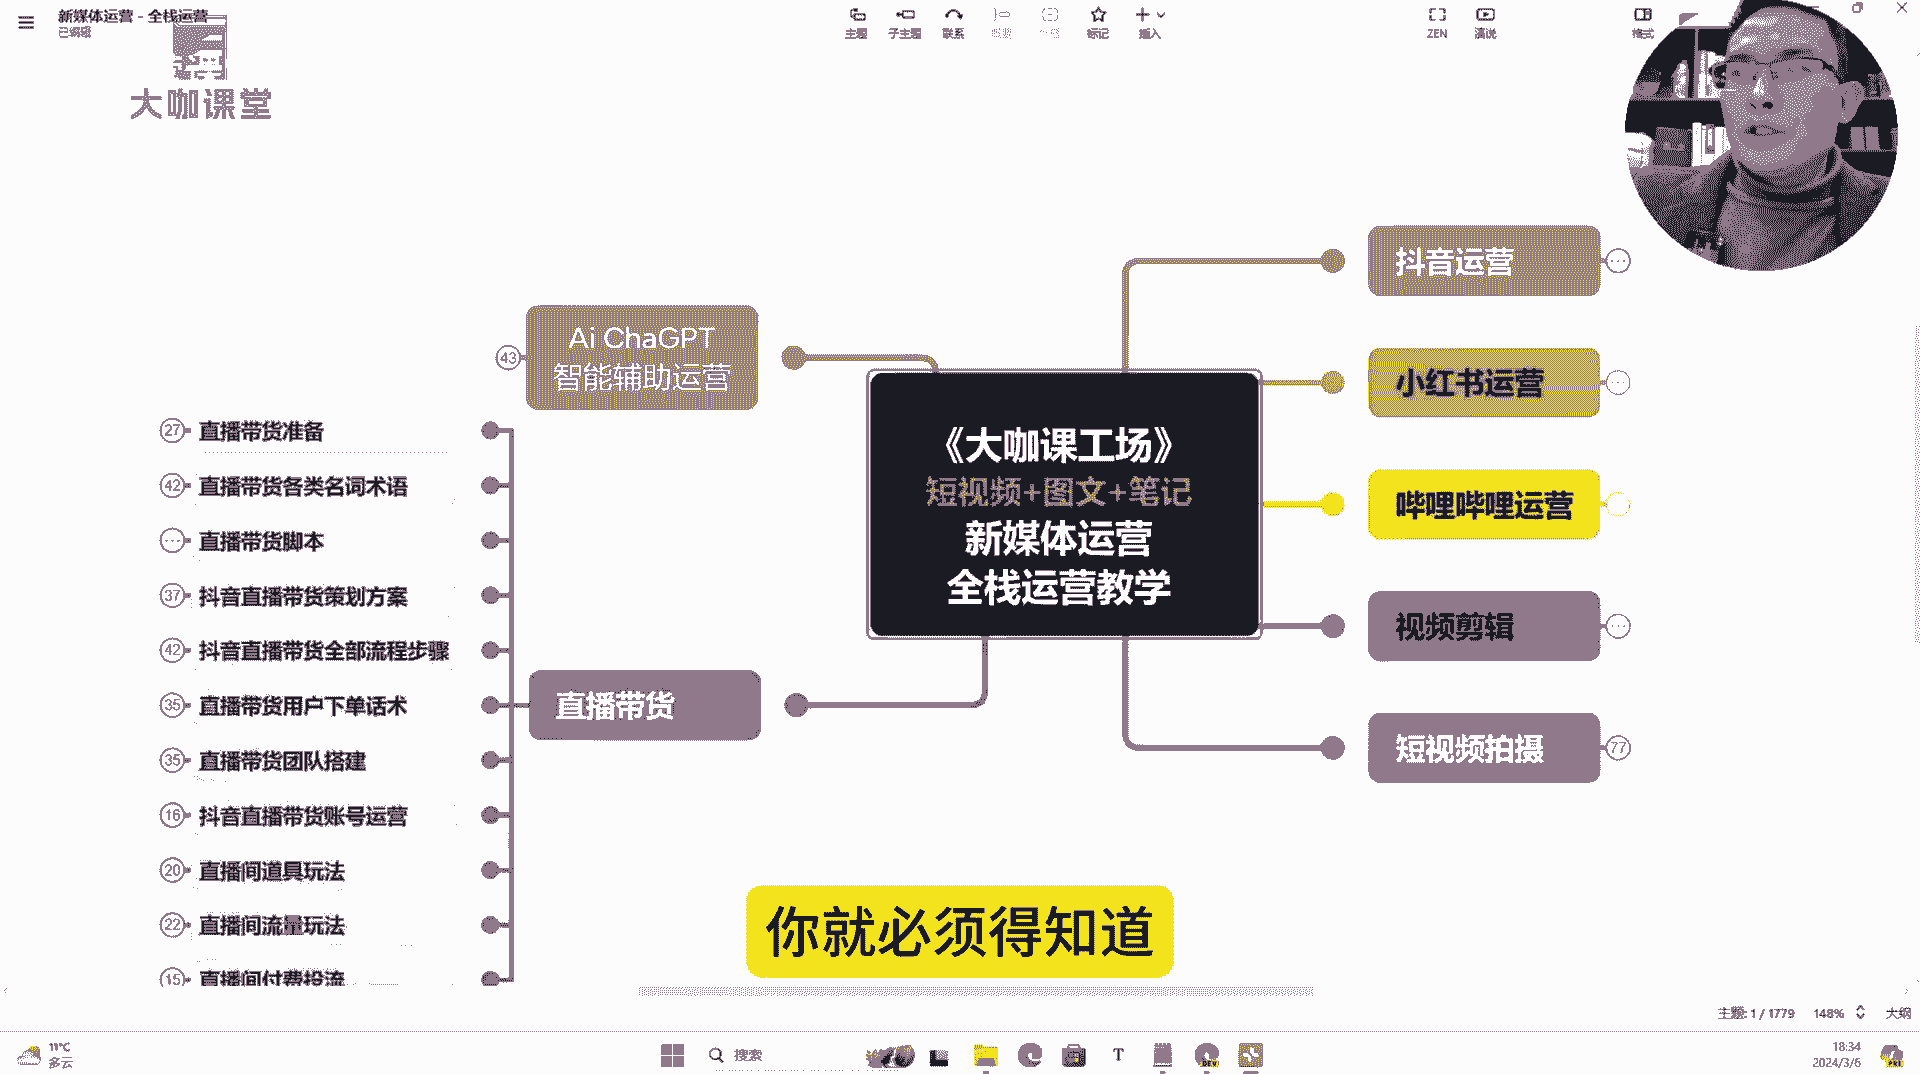 新媒体运营 - 全栈运营
已编辑
主题
子主题
联系
概要
标记
插入
ZEN
演说
格式
大咖课堂
抖音运营
小红书运营
哔哩哔哩运营
视频剪辑
短视频拍摄
77
《大咖课工场》
短视频+图文+笔记
新媒体运营
全栈运营教学
Ai ChaGPT
智能辅助运营
43
直播带货
27 直播带货准备
42 直播带货各类名词术语
直播带货脚本
37 抖音直播带货策划方案
42 抖音直播带货全部流程步骤
35 直播带货用户下单话术
35 直播带货团队搭建
16 抖音直播带货账号运营
20 直播间道具玩法
22 直播间流量玩法
15 直播间付费投流
你就必须得知道
主题: 1 / 1779
148%
大纲
11°C
多云
搜索
18:34
2024/3/6